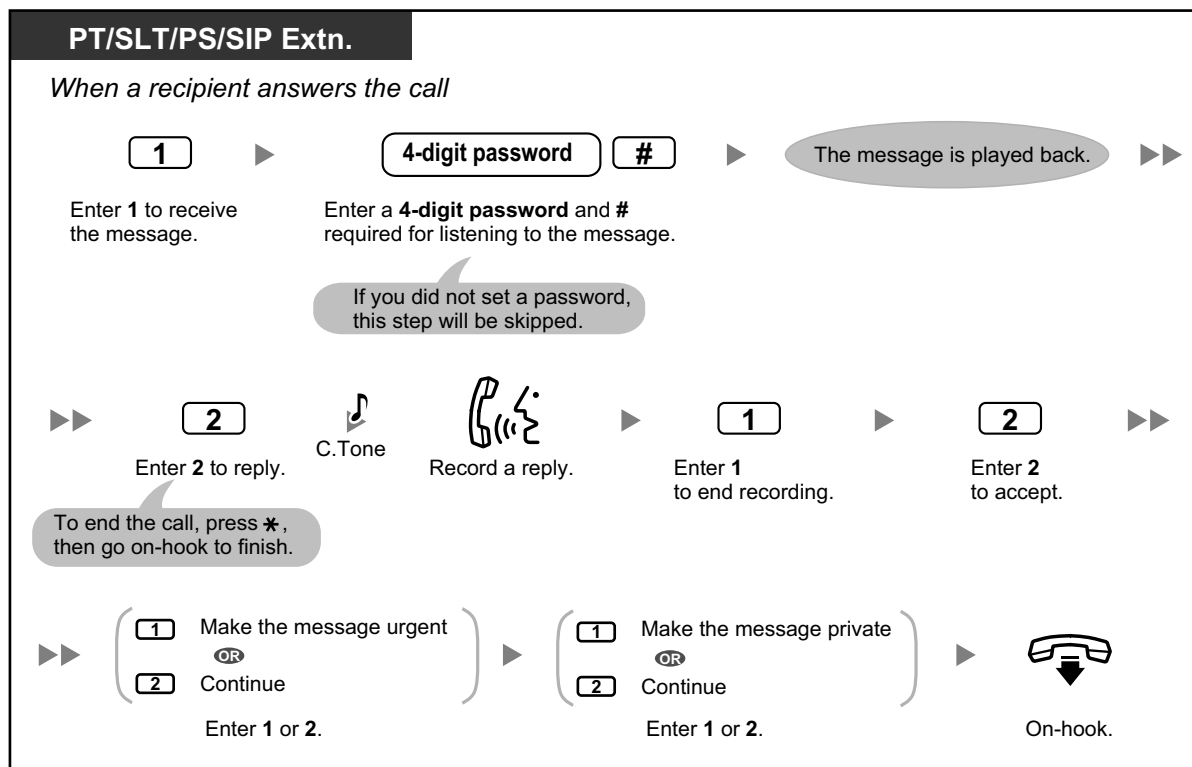 PT/SLT/PS/SIP Extn.
When a recipient answers the call
1
4-digit password
#
The message is played back.
Enter 1 to receive
the message.
Enter a 4-digit password and #
required for listening to the message.
If you did not set a password,
this step will be skipped.
2
C.Tone
1
2
Enter 2 to reply.
Record a reply.
Enter 1
to end recording.
Enter 2
to accept.
To end the call, press *,
then go on-hook to finish.
1 Make the message urgent
OR
2 Continue
Enter 1 or 2.
1 Make the message private
OR
2 Continue
Enter 1 or 2.
On-hook.